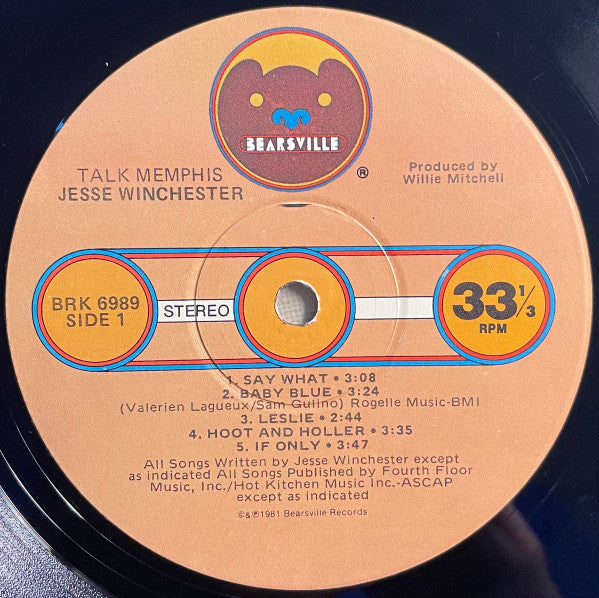 BEARSVILLE
®
TALK MEMPHIS
JESSE WINCHESTER
Produced by
Willie Mitchell
BRK 6989
SIDE 1
STEREO
33 1/3
RPM
1. SAY WHAT • 3:08
2. BABY BLUE • 3:24
(Valerien Lagueux/Sam Gulino) Rogelle Music-BMI
3. LESLIE • 2:44
4. HOOT AND HOLLER • 3:35
5. IF ONLY • 3:47
All Songs Written by Jesse Winchester except
as indicated All Songs Published by Fourth Floor
Music, Inc./Hot Kitchen Music Inc.-ASCAP
except as indicated
©&℗1981 Bearsville Records